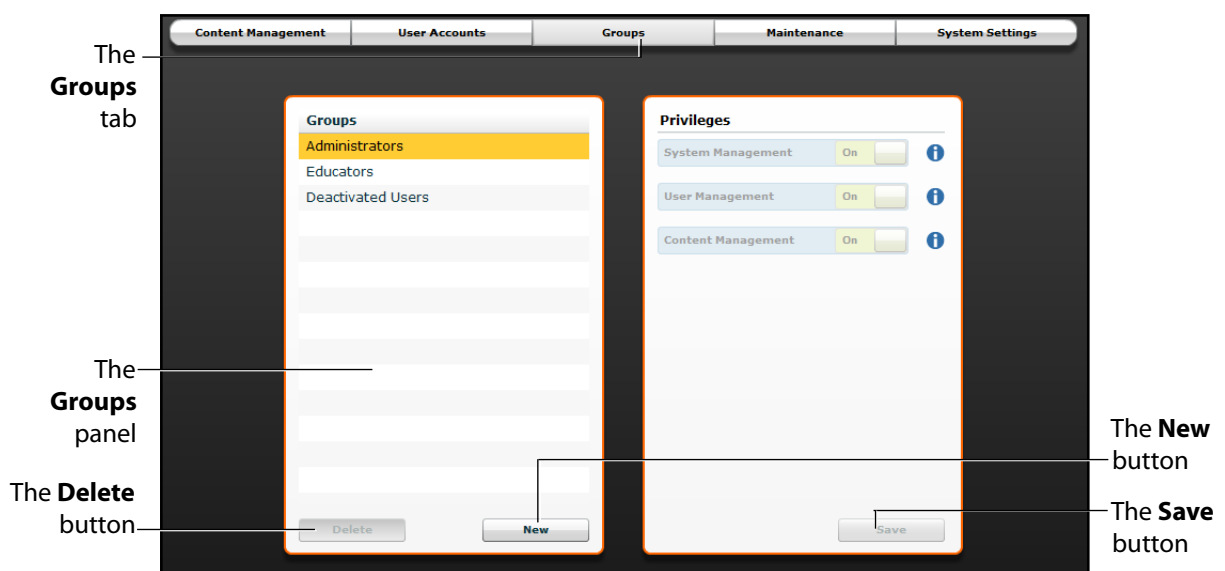 Content Management
User Accounts
Groups
Maintenance
System Settings
The
Groups
tab
Groups
Administrators
Educators
Deactivated Users
Privileges
System Management
On
User Management
On
Content Management
On
The
Groups
panel
The New
button
The Delete
button
Delete
New
Save
The Save
button